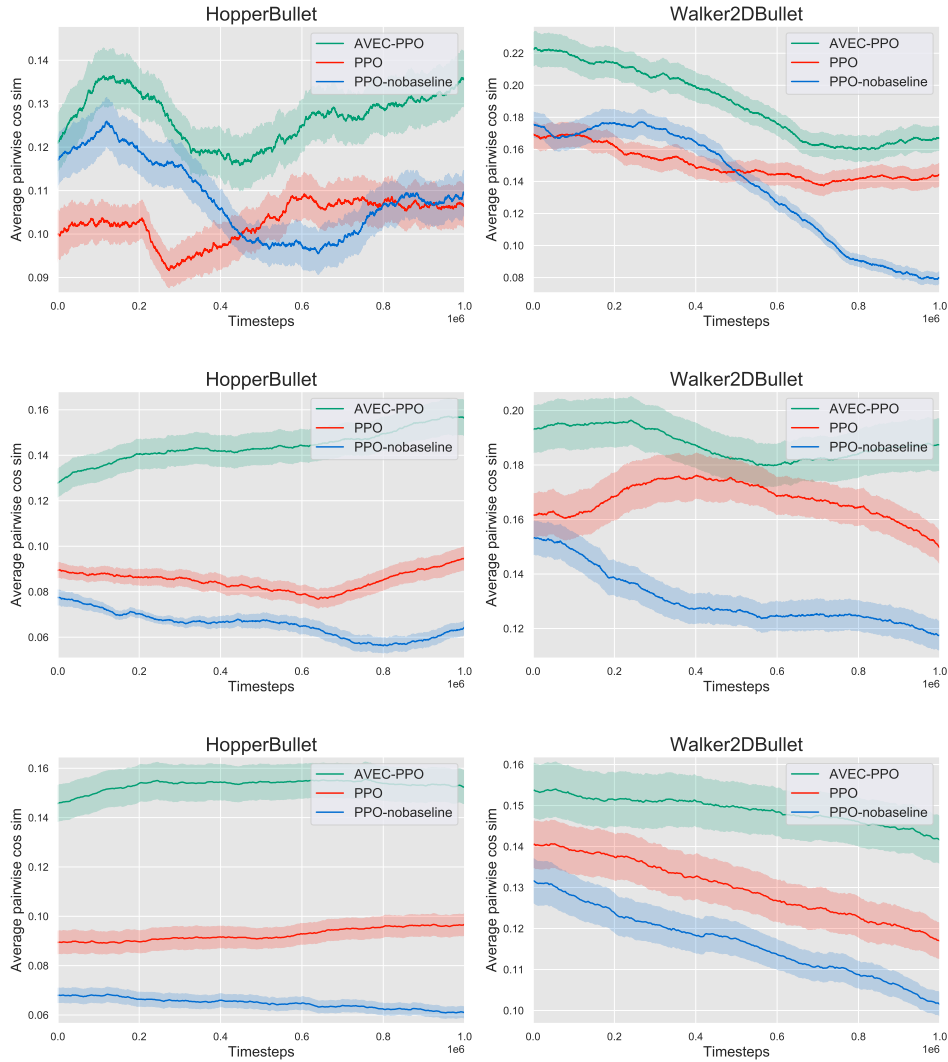 HopperBullet
Average pairwise cos sim
0.14
0.13
0.12
0.11
0.10
0.09
AVEC-PPO
PPO
PPO-nobaseline
0.0 0.2 0.4 0.6 0.8 1.0
Timesteps
1e6
Walker2DBullet
Average pairwise cos sim
0.22
0.20
0.18
0.16
0.14
0.12
0.10
0.08
AVEC-PPO
PPO
PPO-nobaseline
0.0 0.2 0.4 0.6 0.8 1.0
Timesteps
1e6
HopperBullet
Average pairwise cos sim
0.16
0.14
0.12
0.10
0.08
0.06
AVEC-PPO
PPO
PPO-nobaseline
0.0 0.2 0.4 0.6 0.8 1.0
Timesteps
1e6
Walker2DBullet
Average pairwise cos sim
0.20
0.18
0.16
0.14
0.12
AVEC-PPO
PPO
PPO-nobaseline
0.0 0.2 0.4 0.6 0.8 1.0
Timesteps
1e6
HopperBullet
Average pairwise cos sim
0.16
0.14
0.12
0.10
0.08
0.06
AVEC-PPO
PPO
PPO-nobaseline
0.0 0.2 0.4 0.6 0.8 1.0
Timesteps
1e6
Walker2DBullet
Average pairwise cos sim
0.16
0.15
0.14
0.13
0.12
0.11
0.10
AVEC-PPO
PPO
PPO-nobaseline
0.0 0.2 0.4 0.6 0.8 1.0
Timesteps
1e6